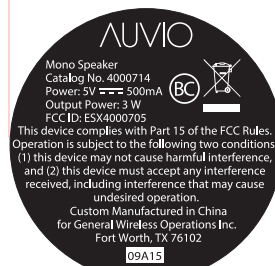 AUVIO
Mono Speaker
Catalog No. 4000714
Power: 5V 500mA
BC
Output Power: 3 W
FCC ID: ESX4000705
This device complies with Part 15 of the FCC Rules.
Operation is subject to the following two conditions
(1) this device may not cause harmful interference,
and (2) this device must accept any interference
received, including interference that may cause
undesired operation.
Custom Manufactured in China
for General Wireless Operations Inc.
Fort Worth, TX 76102
09A15